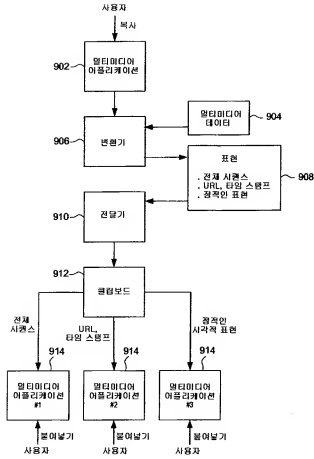 사용자
복사
902
멀티미디어
어플리케이션
906
변환기
멀티미디어
데이터
904
표현
. 전체 시퀀스
. URL, 타임 스탬프
. 정적인 표현
908
910
전달기
912
클립보드
전체
시퀀스
URL,
타임 스탬프
정적인
시각적 표현
914
914
914
멀티미디어
어플리케이션
#1
멀티미디어
어플리케이션
#2
멀티미디어
어플리케이션
#3
붙여넣기
붙여넣기
붙여넣기
사용자
사용자
사용자